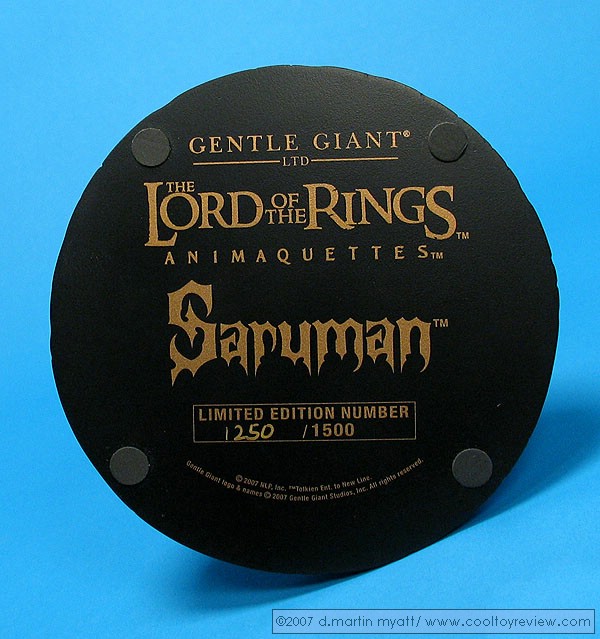 GENTLE GIANT®
LTD
THE LORD OF THE RINGS™
ANIMAQUETTES™
Saruman™
LIMITED EDITION NUMBER
1250 /1500
© 2007 NLP, Inc. ™Tolkien Ent. to New Line.
Gentle Giant logo & names © 2007 Gentle Giant Studios, Inc. All rights reserved.
©2007 d.martin myatt/ www.cooltoyreview.com